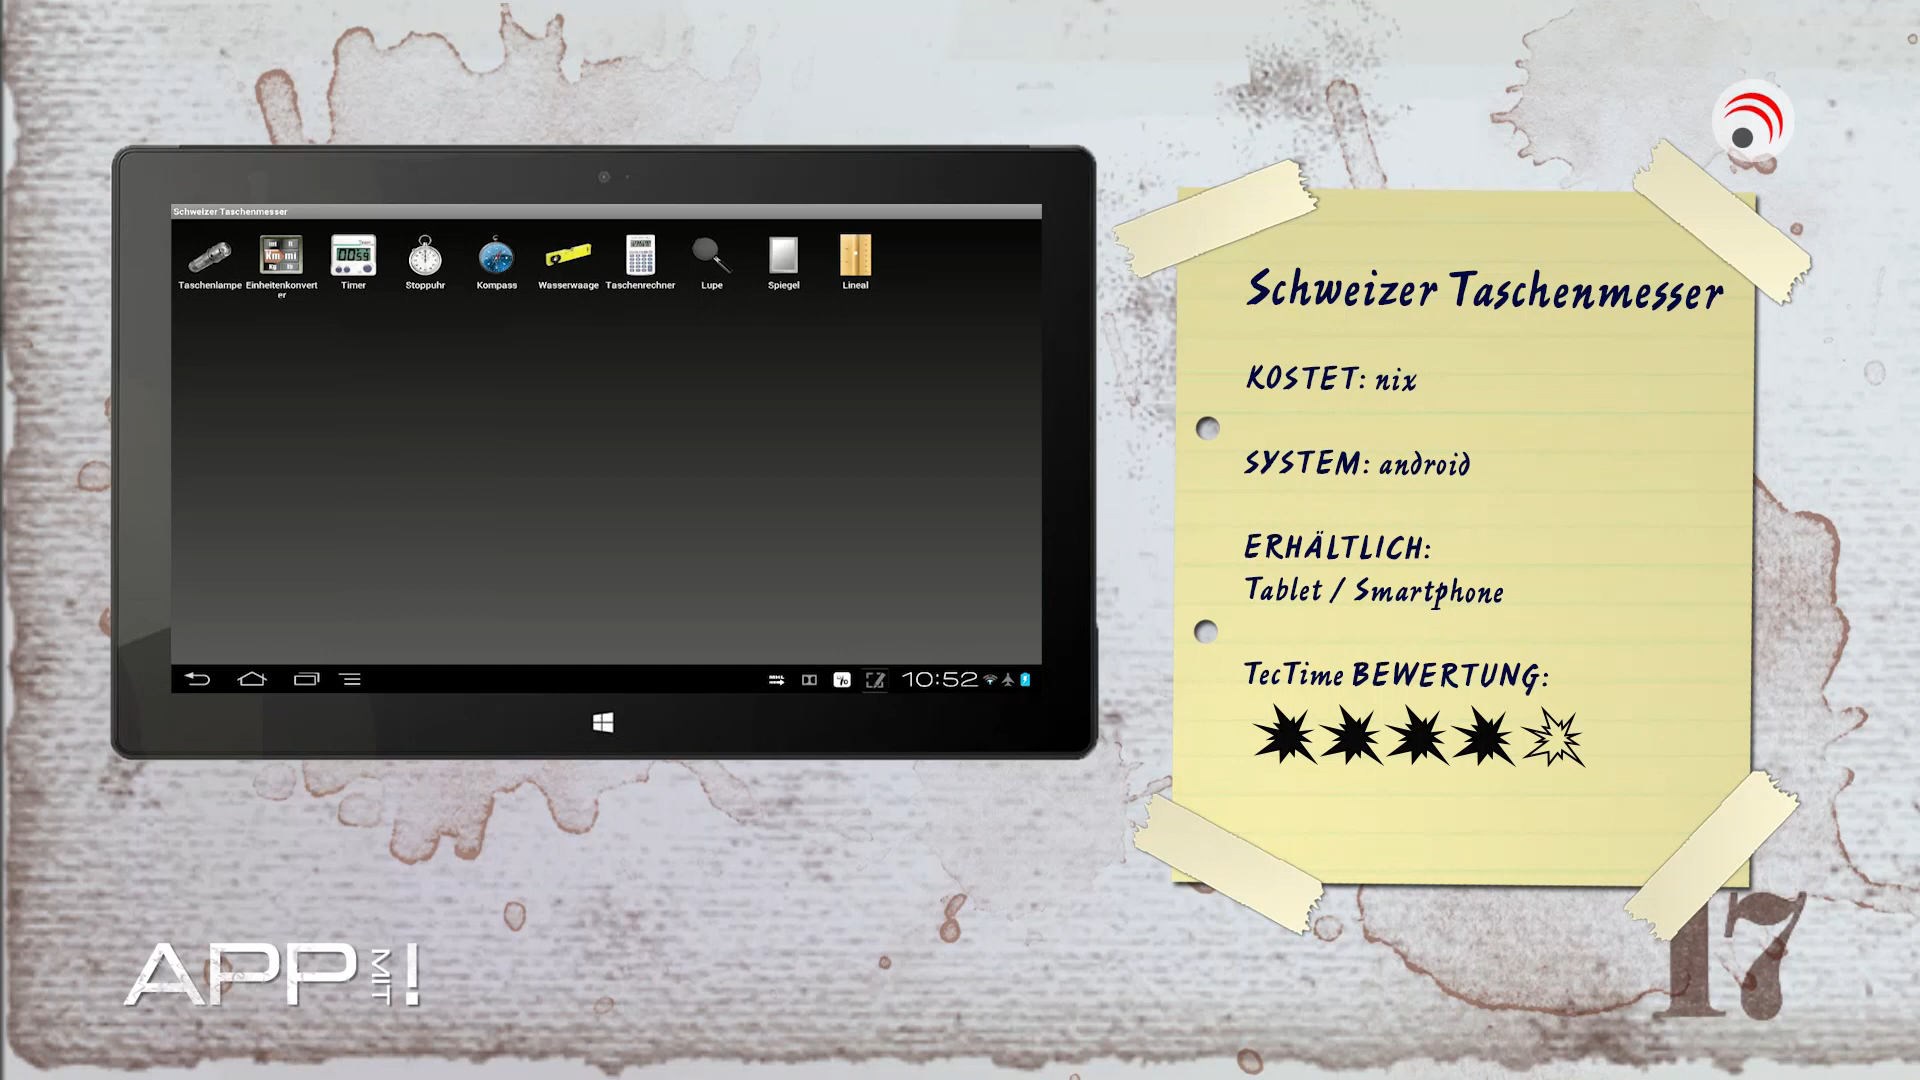 Schweizer Taschenmesser
Taschenlampe
Einheitenkonvert
er
Timer
Stoppuhr
Kompass
Wasserwaage
Taschenrechner
Lupe
Spiegel
Lineal
10:52
Schweizer Taschenmesser
KOSTET: nix
SYSTEM: android
ERHÄLTLICH:
Tablet / Smartphone
TecTime BEWERTUNG:
APP MIT!
17